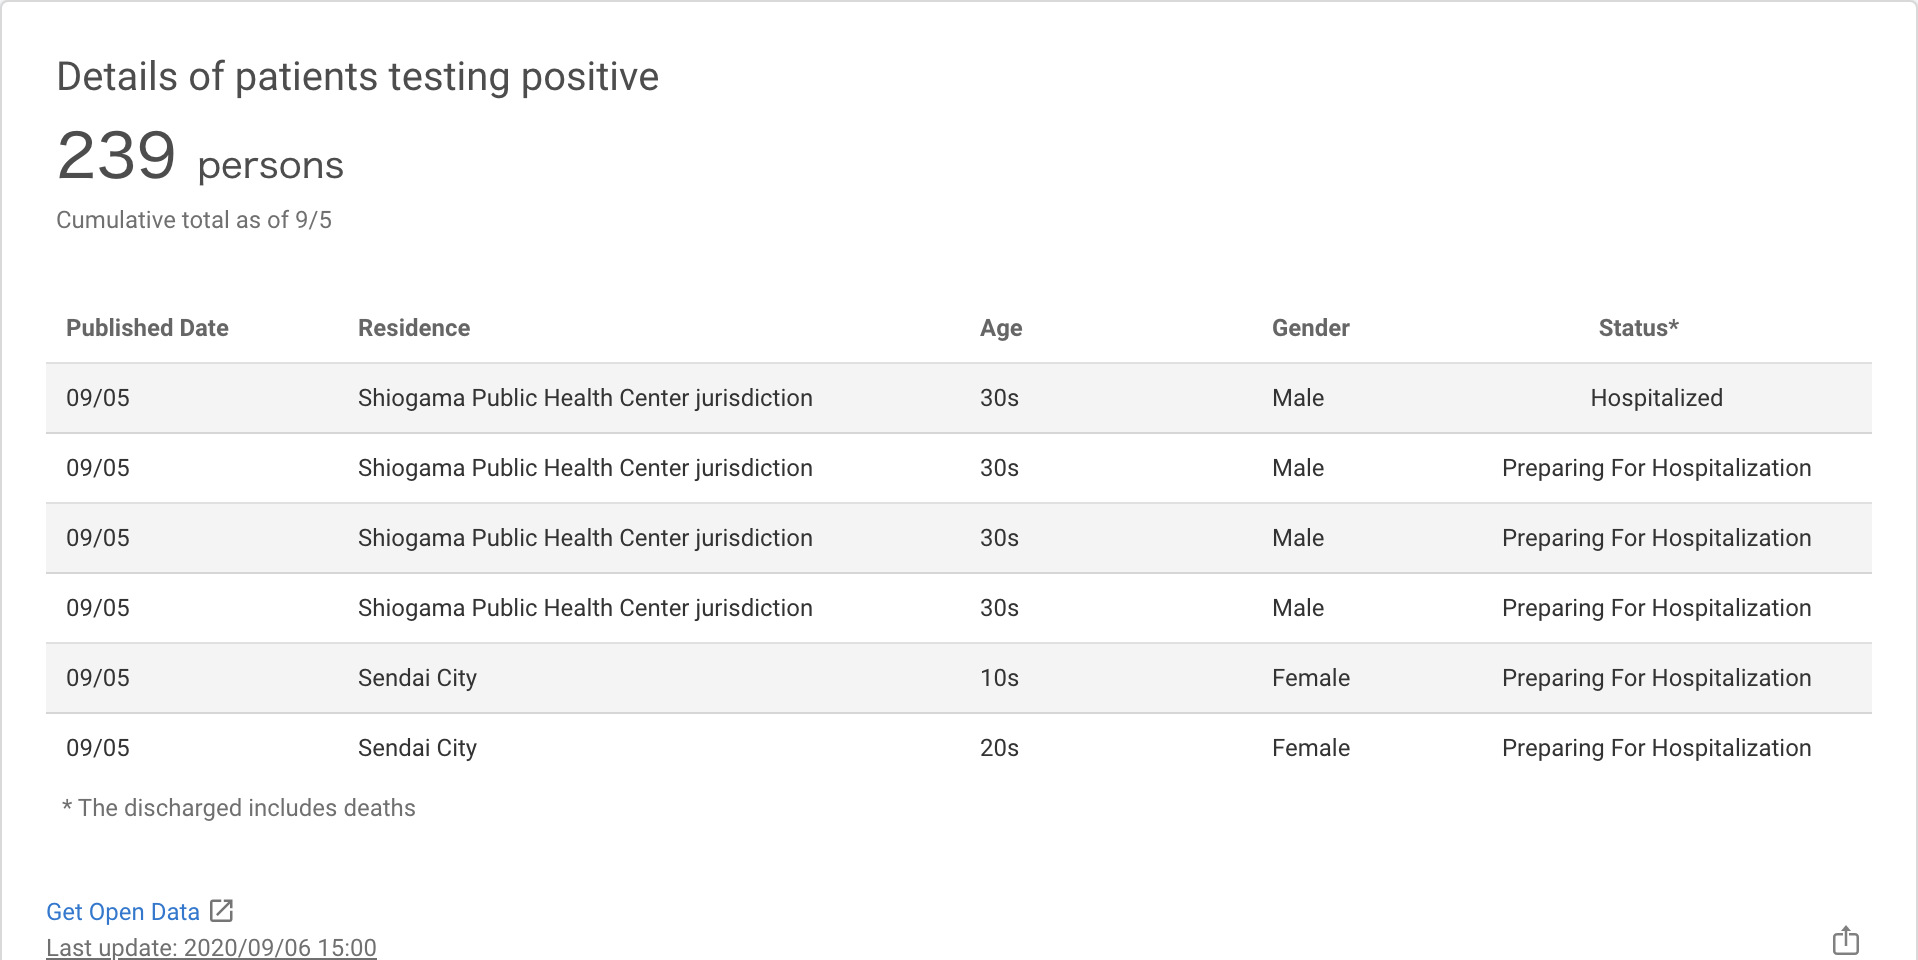 Details of patients testing positive
239 persons
Cumulative total as of 9/5
Published Date Residence Age Gender Status*
09/05 Shiogama Public Health Center jurisdiction 30s Male Hospitalized
09/05 Shiogama Public Health Center jurisdiction 30s Male Preparing For Hospitalization
09/05 Shiogama Public Health Center jurisdiction 30s Male Preparing For Hospitalization
09/05 Shiogama Public Health Center jurisdiction 30s Male Preparing For Hospitalization
09/05 Sendai City 10s Female Preparing For Hospitalization
09/05 Sendai City 20s Female Preparing For Hospitalization
* The discharged includes deaths
Get Open Data
Last update: 2020/09/06 15:00